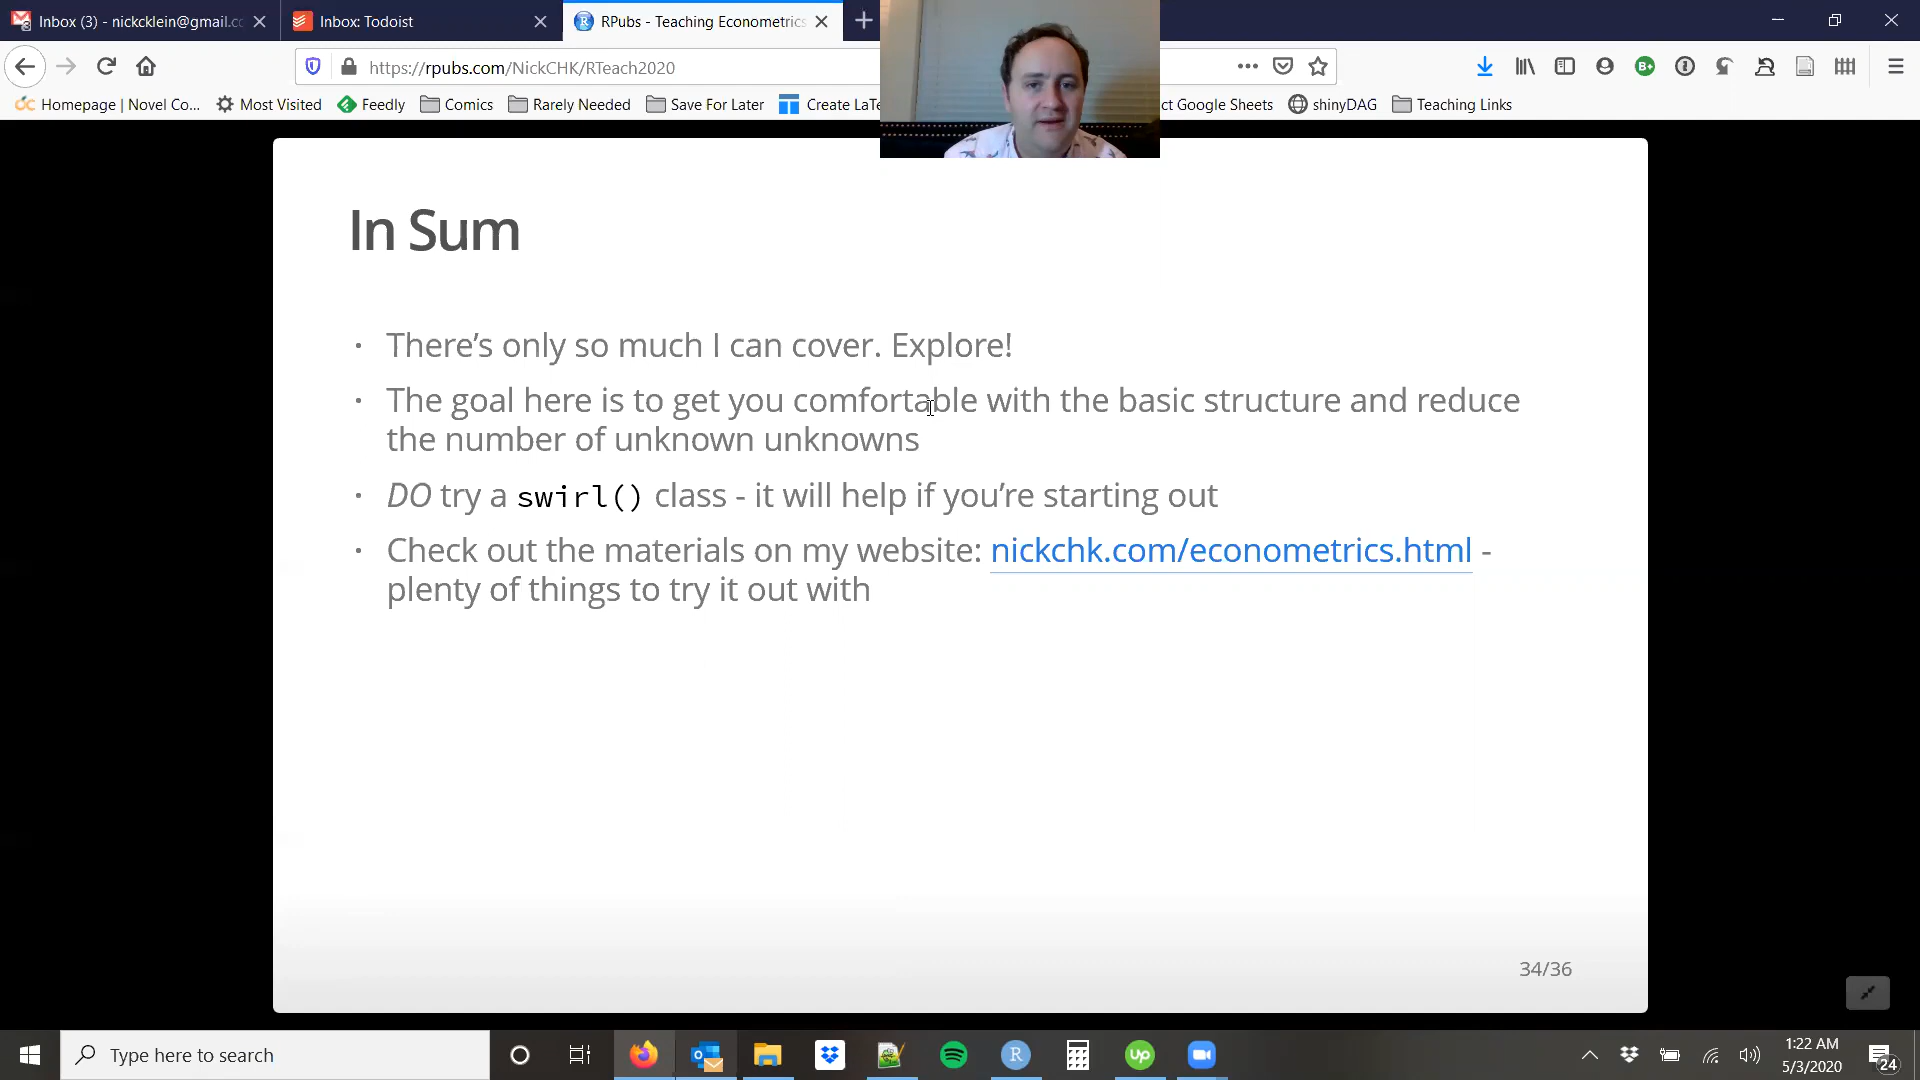 Inbox (3) - nickcklein@gmail.cc
Inbox: Todoist
RPubs - Teaching Econometrics
https://rpubs.com/NickCHK/RTeach2020
Homepage | Novel Co...
Most Visited
Feedly
Comics
Rarely Needed
Save For Later
Create LaTe
ct Google Sheets
shinyDAG
Teaching Links
In Sum
• There's only so much I can cover. Explore!
• The goal here is to get you comfortable with the basic structure and reduce
the number of unknown unknowns
• DO try a swirl() class - it will help if you're starting out
• Check out the materials on my website: nickchk.com/econometrics.html -
plenty of things to try it out with
34/36
Type here to search
1:22 AM
5/3/2020
24